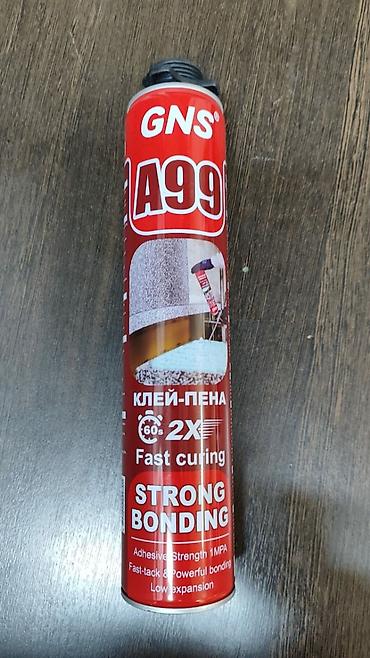 GNS®
A99
КЛЕЙ-ПЕНА
60s 2X
Fast curing
STRONG
BONDING
Adhesive Strength 1MPA
Fast-tack & Powerful bonding
Low expansion